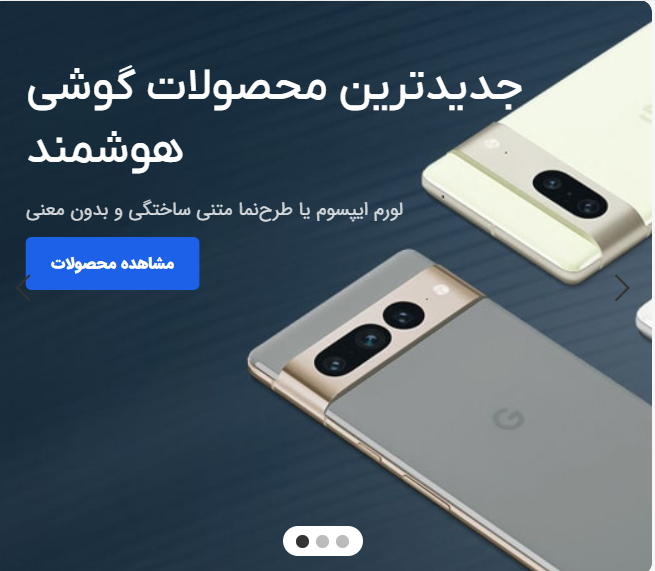 جدیدترین محصولات گوشی
هوشمند
لورم ایپسوم یا طرح‌نما متنی ساختگی و بدون معنی
مشاهده محصولات
G